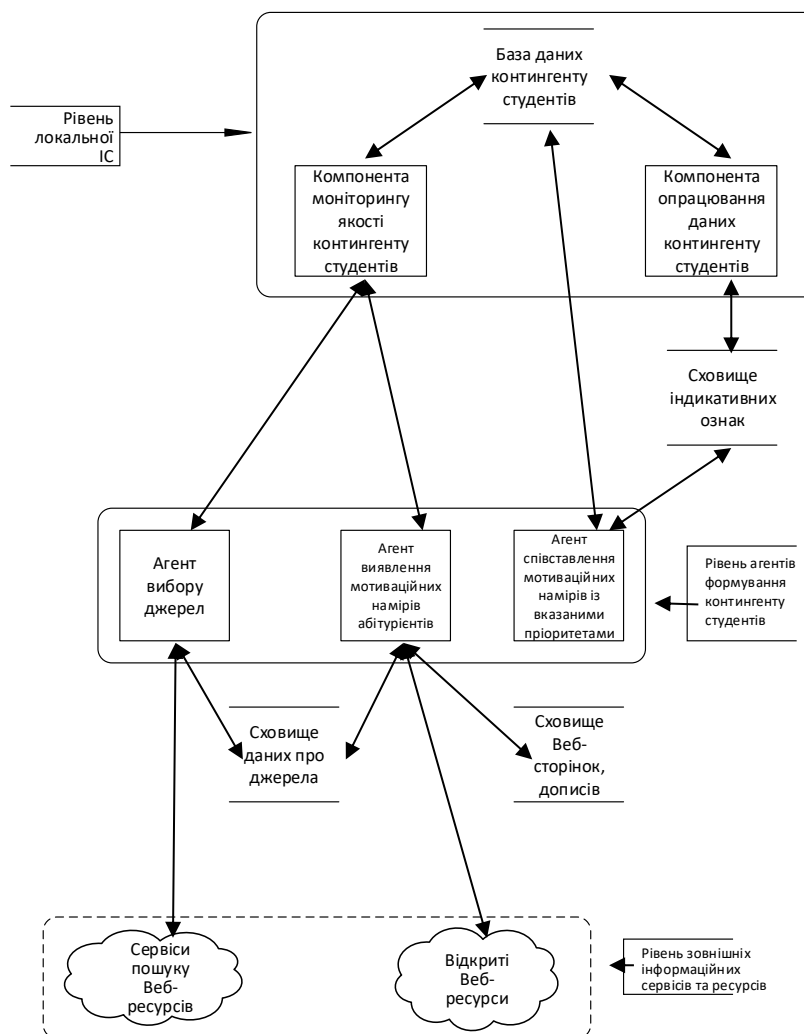 База даних
контингенту
студентів
Рівень
локальної
ІС
Компонента
моніторингу
якості
контингенту
студентів
Компонента
опрацювання
даних
контингенту
студентів
Сховище
індикативних
ознак
Агент
вибору
джерел
Агент
виявлення
мотиваційних
намірів
абітурієнтів
Агент
співставлення
мотиваційних
намірів із
вказаними
пріоритетами
Рівень агентів
формування
контингенту
студентів
Сховище
даних про
джерела
Сховище
Веб-
сторінок,
дописів
Сервіси
пошуку
Веб-
ресурсів
Відкриті
Веб-
ресурси
Рівень зовнішніх
інформаційних
сервісів та ресурсів